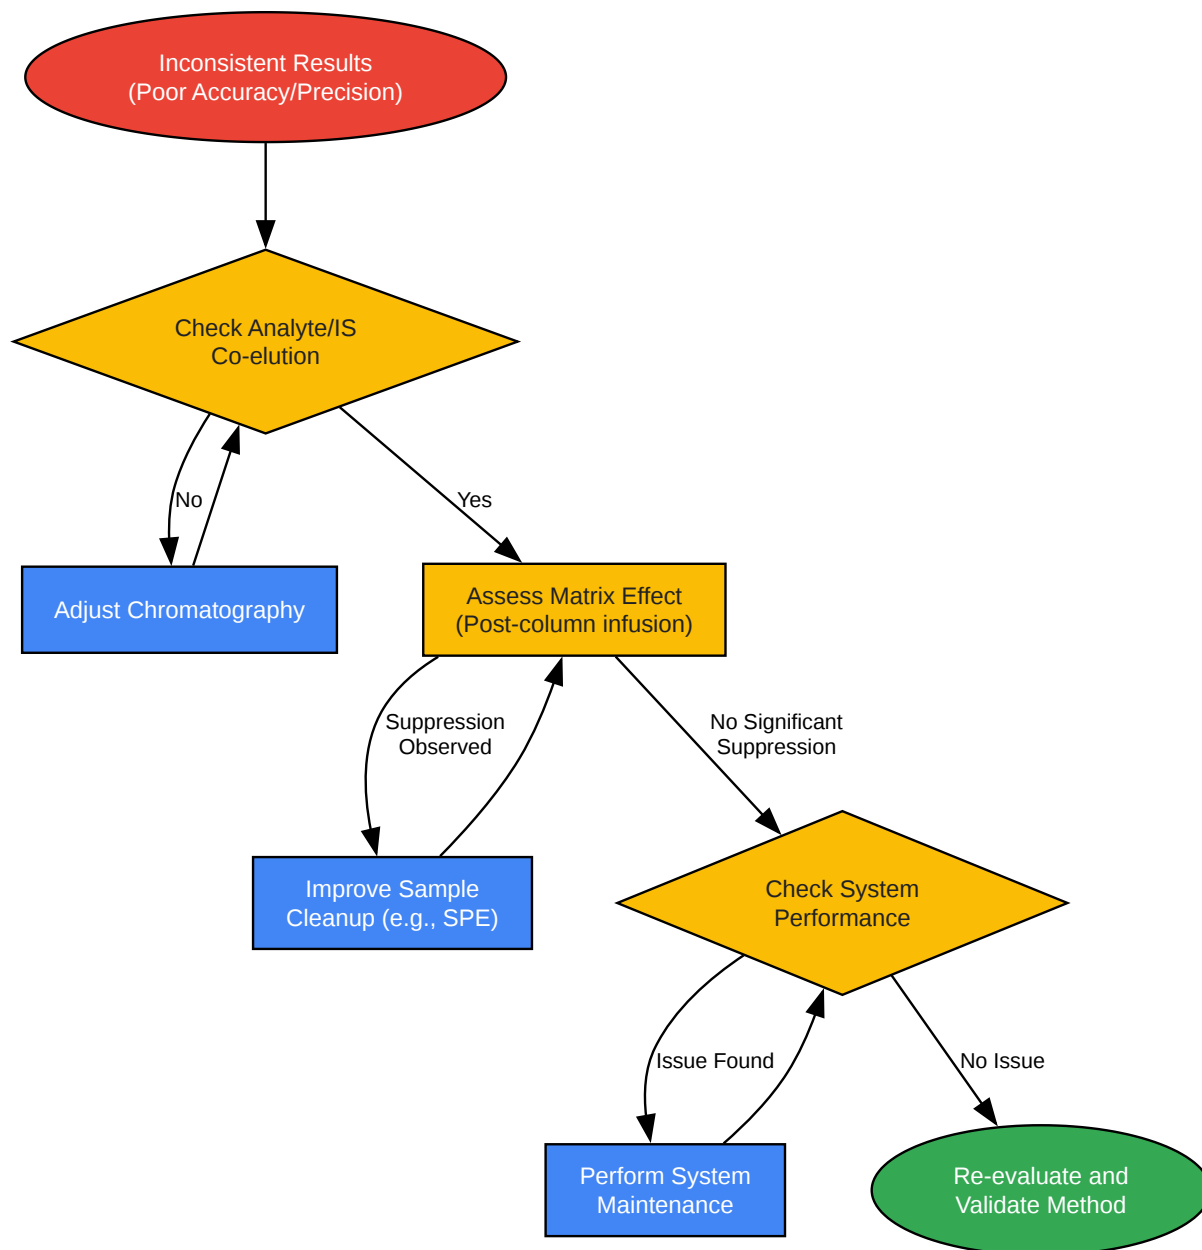 Inconsistent Results
(Poor Accuracy/Precision)
Check Analyte/IS
Co-elution
No
Yes
Adjust Chromatography
Assess Matrix Effect
(Post-column infusion)
Suppression
Observed
No Significant
Suppression
Improve Sample
Cleanup (e.g., SPE)
Check System
Performance
Issue Found
No Issue
Perform System
Maintenance
Re-evaluate and
Validate Method